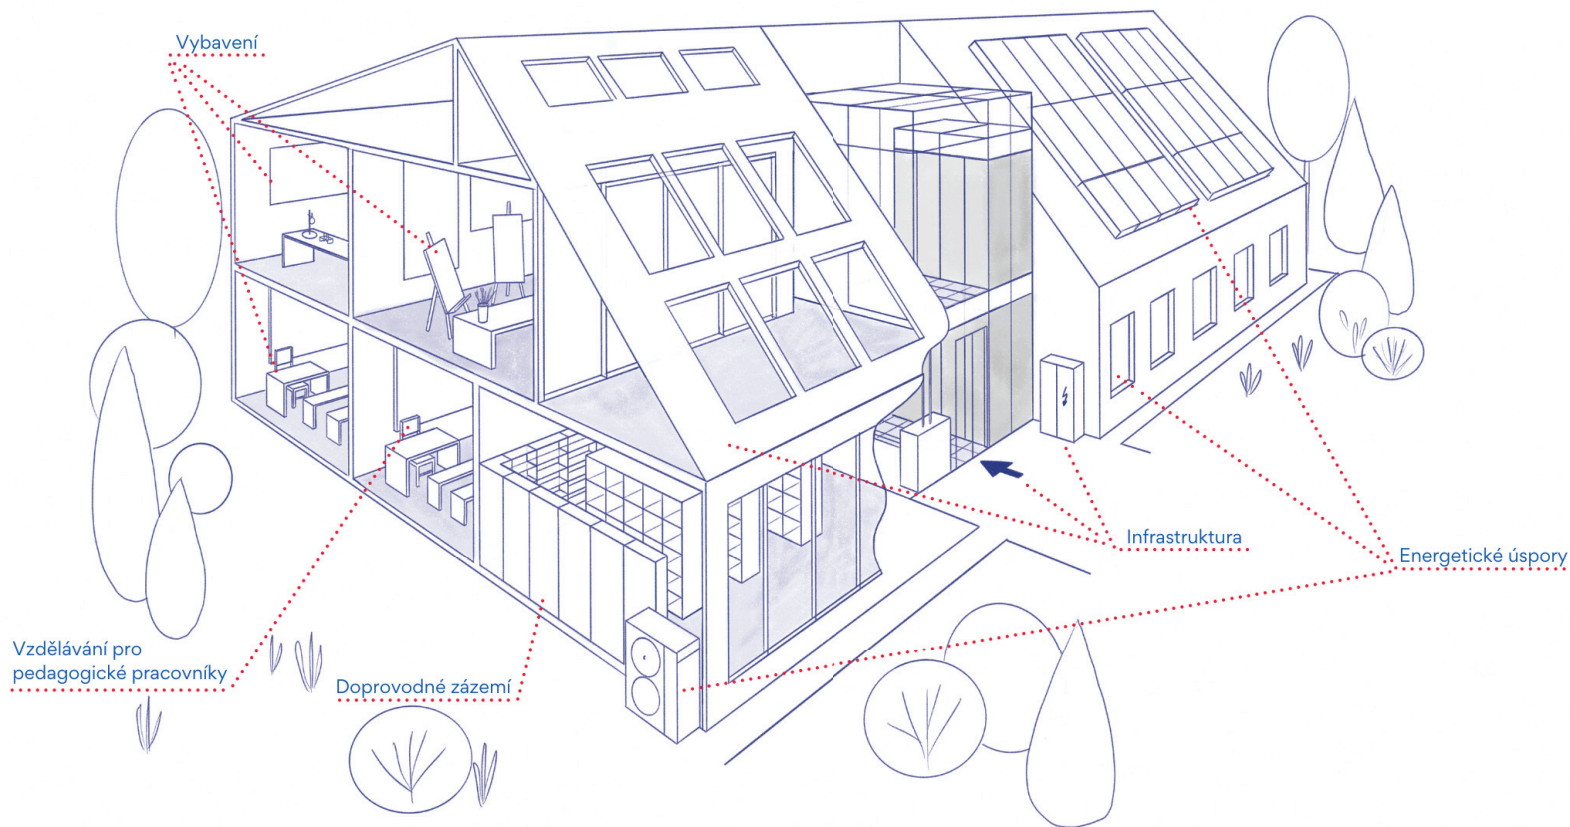 Vybavení
Infrastruktura
Energetické úspory
Vzdělávání pro
pedagogické pracovníky
Doprovodné zázemí